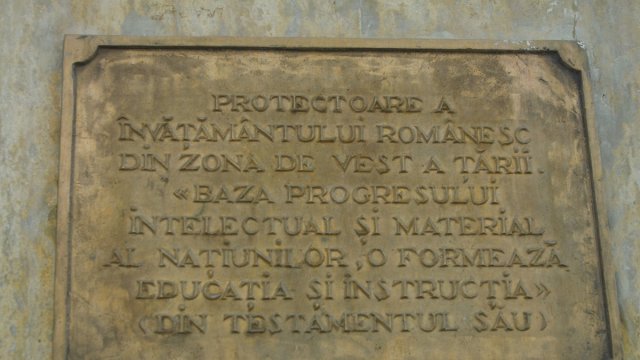 PROTECTOARE A
ÎNVĂȚĂMÂNTULUI ROMÂNESC
DIN ZONA DE VEST A ȚĂRII.
«BAZA PROGRESULUI
INTELECTUAL ȘI MATERIAL
AL NAȚIUNILOR, O FORMEAZĂ
EDUCAȚIA ȘI INSTRUCȚIA»
(DIN TESTAMENTUL SĂU)